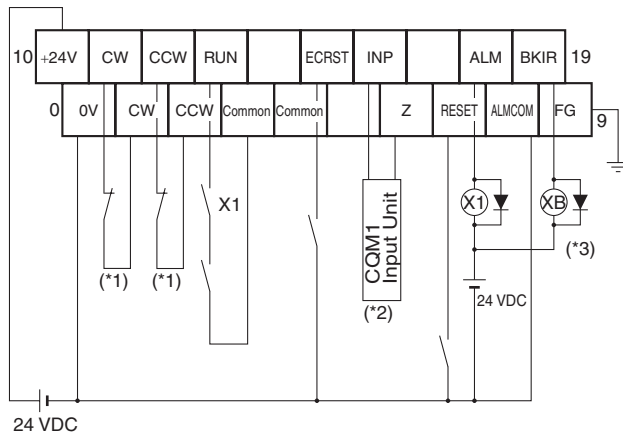 10 +24V CW CCW RUN ECRST INP ALM BKIR 19
0 0V CW CCW Common Common Z RESET ALMCOM FG 9
X1
X1
XB
CQM1
Input Unit
(*1)
(*1)
(*2)
(*3)
24 VDC
24 VDC